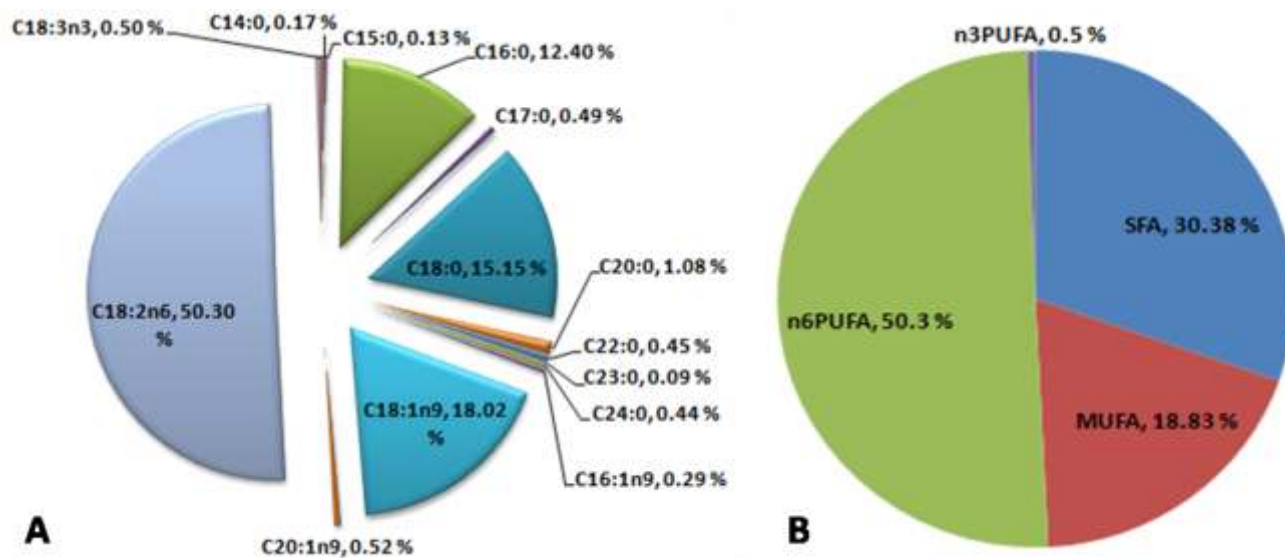 C18:3n3, 0.50 %
C14:0, 0.17 %
C15:0, 0.13 %
C16:0, 12.40 %
C17:0, 0.49 %
C18:0, 15.15 %
C20:0, 1.08 %
C22:0, 0.45 %
C23:0, 0.09 %
C24:0, 0.44 %
C16:1n9, 0.29 %
C18:1n9, 18.02
%
C20:1n9, 0.52 %
C18:2n6, 50.30
%
A
n3PUFA, 0.5 %
SFA, 30.38 %
MUFA, 18.83 %
n6PUFA, 50.3 %
B